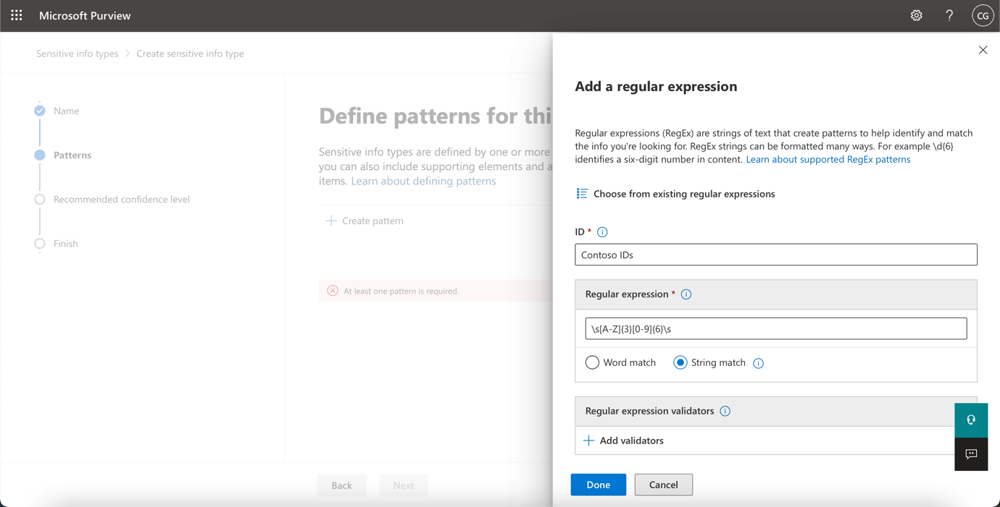 Microsoft Purview
CG
Sensitive info types > Create sensitive info type
Name
Patterns
Recommended confidence level
Finish
Define patterns for thi
Sensitive info types are defined by one or more
you can also include supporting elements and a
items. Learn about defining patterns
Create pattern
At least one pattern is required.
Back
Next
Add a regular expression
Regular expressions (RegEx) are strings of text that create patterns to help identify and match
the info you're looking for. RegEx strings can be formatted many ways. For example \d{6}
identifies a six-digit number in content. Learn about supported RegEx patterns
Choose from existing regular expressions
ID *
Contoso IDs
Regular expression *
\s[A-Z]{3}[0-9]{6}\s
Word match
String match
Regular expression validators
Add validators
Done
Cancel